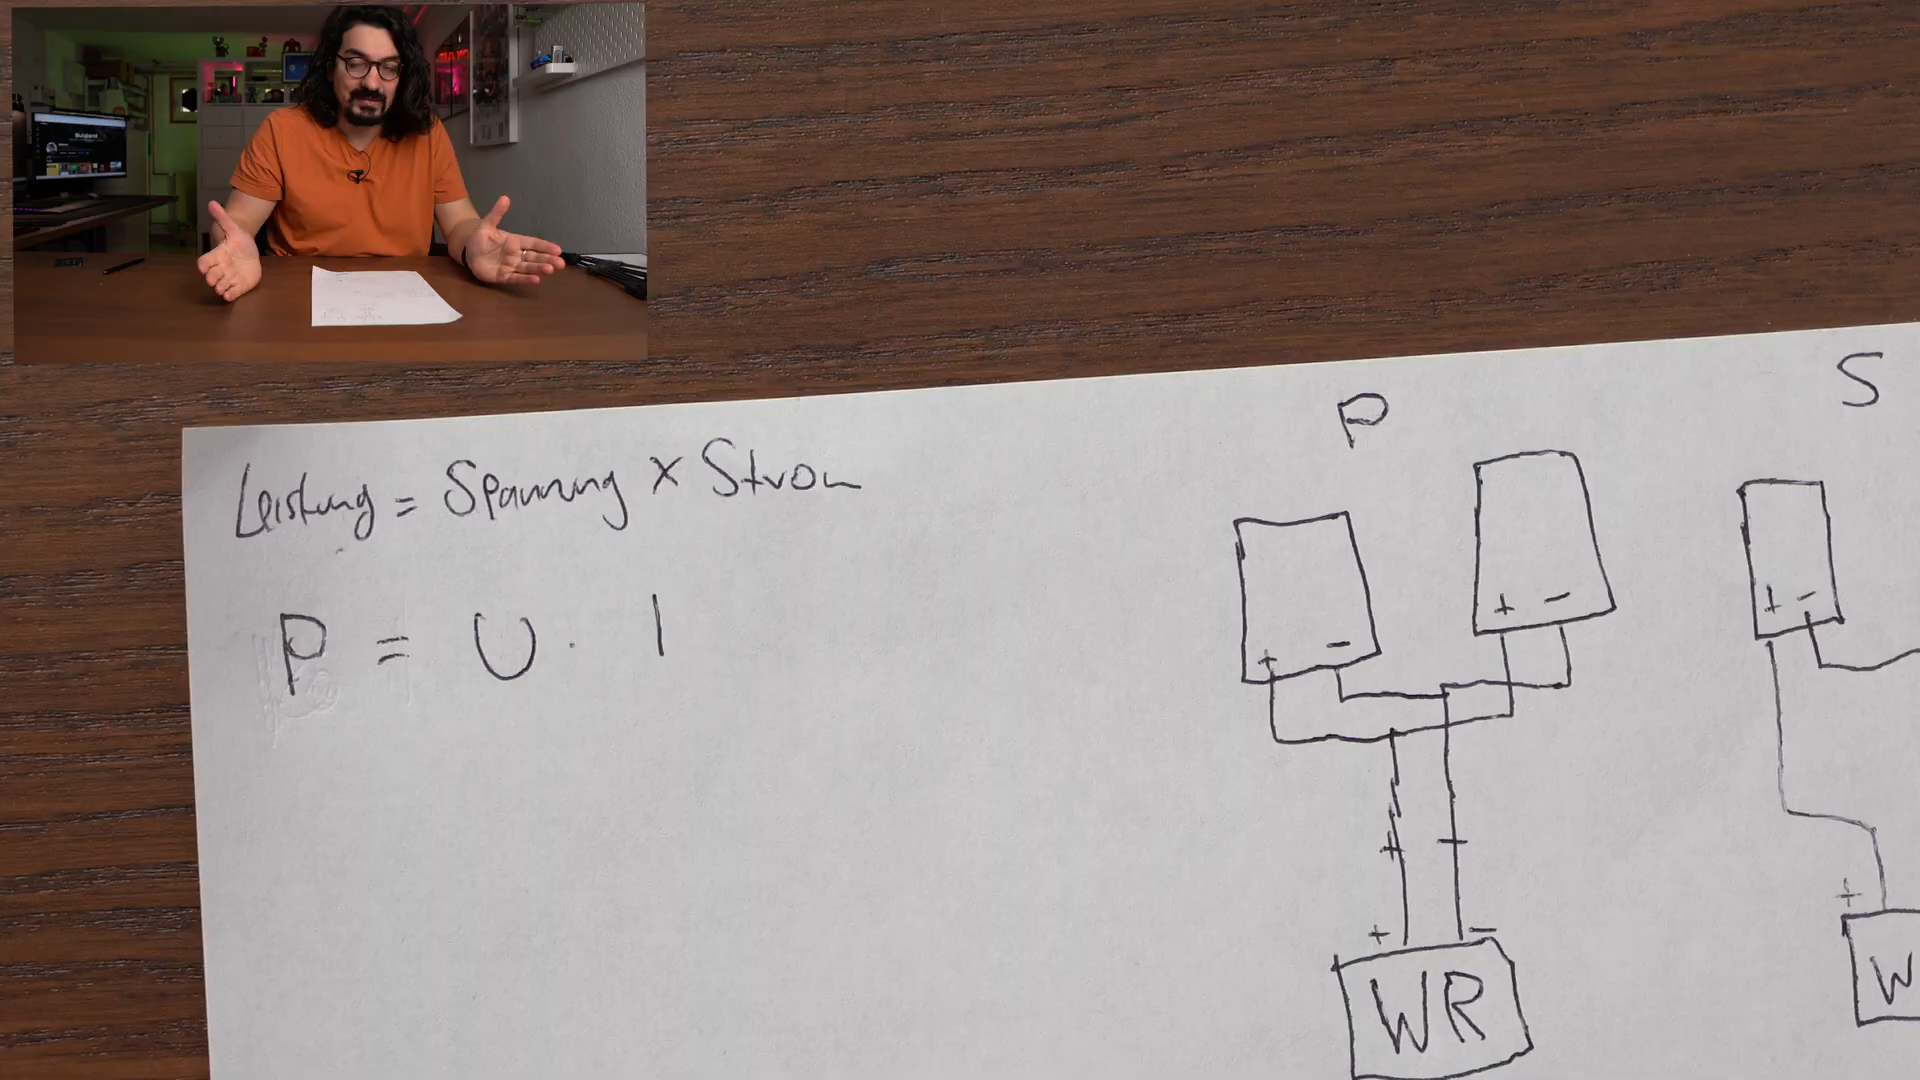 Leistung = Spannung x Strom
P = U · I
P
S
+ -
+ -
+ -
+ -
+
WR
W